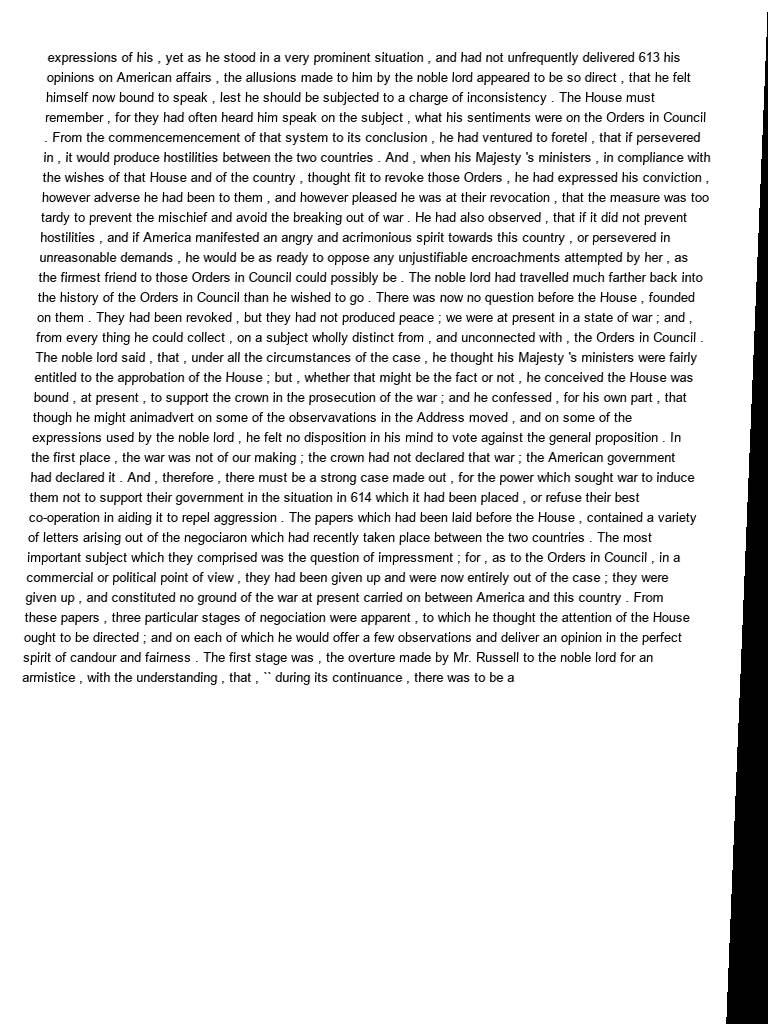 expressions of his , yet as he stood in a very prominent situation , and had not unfrequently delivered 613 his
opinions on American affairs , the allusions made to him by the noble lord appeared to be so direct , that he felt
himself now bound to speak , lest he should be subjected to a charge of inconsistency . The House must
remember , for they had often heard him speak on the subject , what his sentiments were on the Orders in Council
. From the commencemencement of that system to its conclusion , he had ventured to foretel , that if persevered
in , it would produce hostilities between the two countries . And , when his Majesty 's ministers , in compliance with
the wishes of that House and of the country , thought fit to revoke those Orders , he had expressed his conviction ,
however adverse he had been to them , and however pleased he was at their revocation , that the measure was too
tardy to prevent the mischief and avoid the breaking out of war . He had also observed , that if it did not prevent
hostilities , and if America manifested an angry and acrimonious spirit towards this country , or persevered in
unreasonable demands , he would be as ready to oppose any unjustifiable encroachments attempted by her , as
the firmest friend to those Orders in Council could possibly be . The noble lord had travelled much farther back into
the history of the Orders in Council than he wished to go . There was now no question before the House , founded
on them . They had been revoked , but they had not produced peace ; we were at present in a state of war ; and ,
from every thing he could collect , on a subject wholly distinct from , and unconnected with , the Orders in Council .
The noble lord said , that , under all the circumstances of the case , he thought his Majesty 's ministers were fairly
entitled to the approbation of the House ; but , whether that might be the fact or not , he conceived the House was
bound , at present , to support the crown in the prosecution of the war ; and he confessed , for his own part , that
though he might animadvert on some of the observavations in the Address moved , and on some of the
expressions used by the noble lord , he felt no disposition in his mind to vote against the general proposition . In
the first place , the war was not of our making ; the crown had not declared that war ; the American government
had declared it . And , therefore , there must be a strong case made out , for the power which sought war to induce
them not to support their government in the situation in 614 which it had been placed , or refuse their best
co-operation in aiding it to repel aggression . The papers which had been laid before the House , contained a variety
of letters arising out of the negociaron which had recently taken place between the two countries . The most
important subject which they comprised was the question of impressment ; for , as to the Orders in Council , in a
commercial or political point of view , they had been given up and were now entirely out of the case ; they were
given up , and constituted no ground of the war at present carried on between America and this country . From
these papers , three particular stages of negociation were apparent , to which he thought the attention of the House
ought to be directed ; and on each of which he would offer a few observations and deliver an opinion in the perfect
spirit of candour and fairness . The first stage was , the overture made by Mr. Russell to the noble lord for an
armistice , with the understanding , that , `` during its continuance , there was to be a